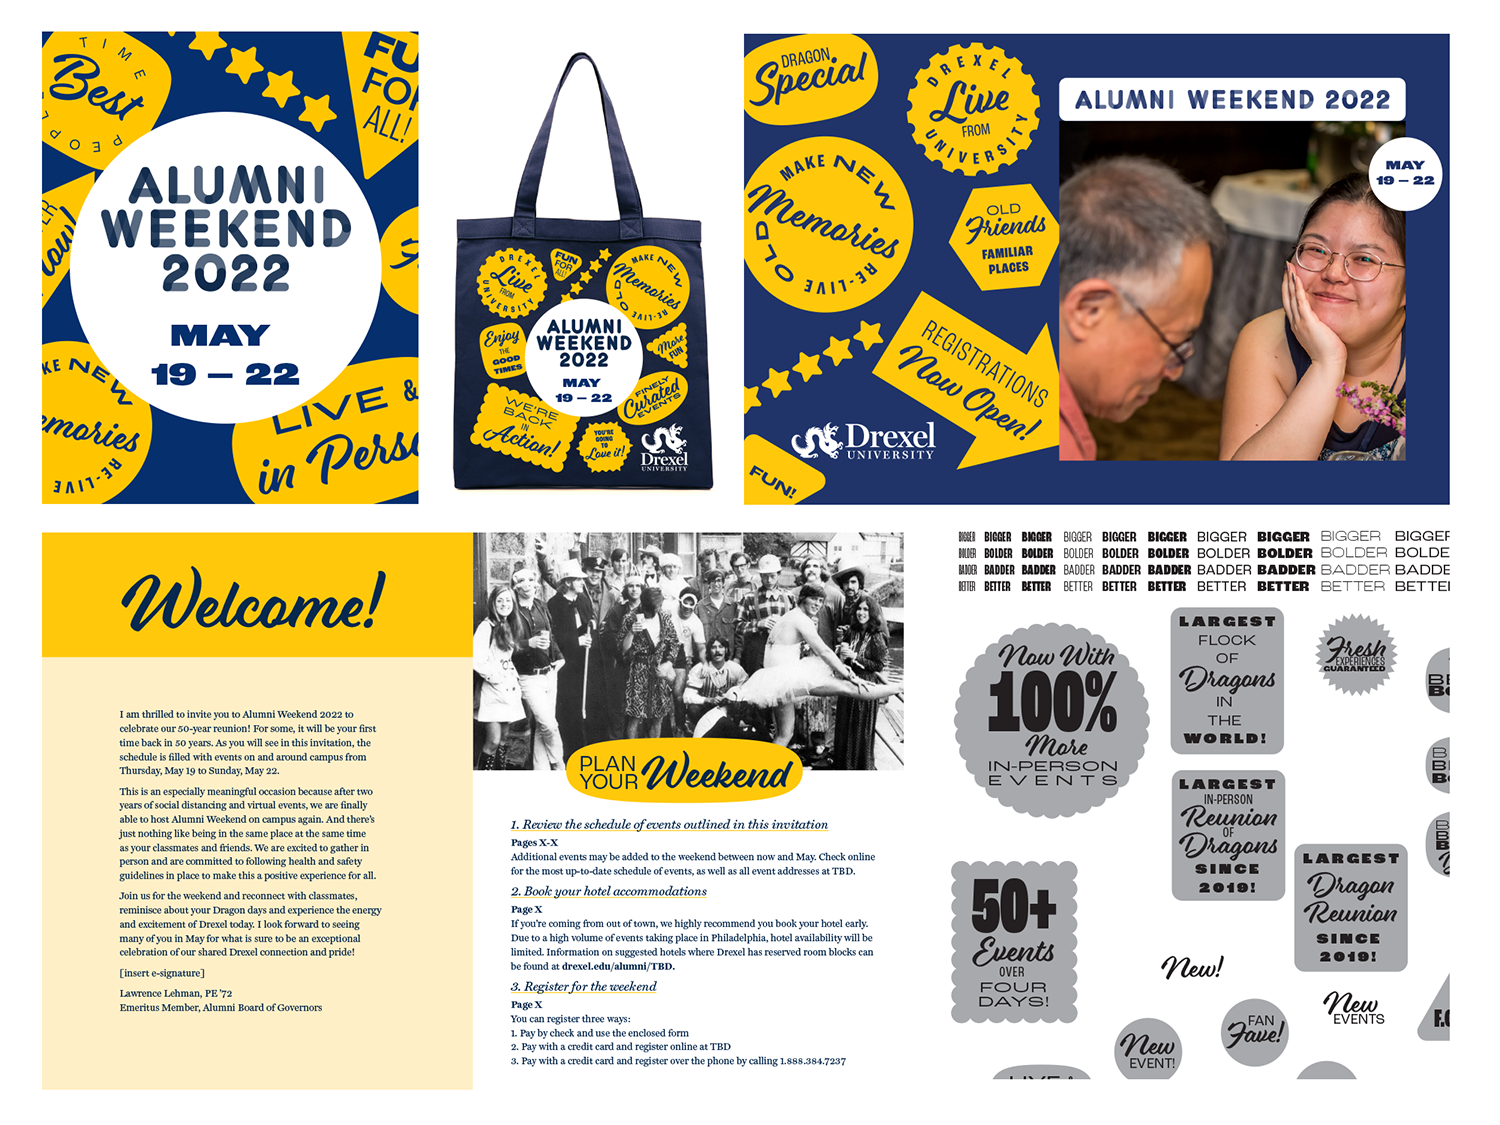 TIME
Best
PEOPLE
FUN
FOR
ALL!
ALUMNI
WEEKEND
2022
MAY
19 – 22
KE NEW
emories
RE-LIVE
LIVE &
in Perso
DREXEL
Live
FROM
UNIVERSITY
FUN
FOR
ALL!
MAKE NEW
Memories
RE-LIVE OLD
Enjoy
THE
GOOD
TIMES
ALUMNI
WEEKEND
2022
MAY
19 – 22
More
FUN
FINELY
Curated
EVENTS
WE'RE
BACK
IN
Action!
YOU'RE
GOING
TO
Love it!
Drexel
UNIVERSITY
DRAGON
Special
DREXEL
Live
FROM
UNIVERSITY
MAKE NEW
Memories
RE-LIVE OLD
OLD
Friends
FAMILIAR
PLACES
REGISTRATIONS
Now Open!
FUN!
Drexel
UNIVERSITY
ALUMNI WEEKEND 2022
MAY
19 – 22
Welcome!
I am thrilled to invite you to Alumni Weekend 2022 to
celebrate our 50-year reunion! For some, it will be your first
time back in 50 years. As you will see in this invitation, the
schedule is filled with events on and around campus from
Thursday, May 19 to Sunday, May 22.
This is an especially meaningful occasion because after two
years of social distancing and virtual events, we are finally
able to host Alumni Weekend on campus again. And there's
just nothing like being in the same place at the same time
as your classmates and friends. We are excited to gather in
person and are committed to following health and safety
guidelines in place to make this a positive experience for all.
Join us for the weekend and reconnect with classmates,
reminisce about your Dragon days and experience the energy
and excitement of Drexel today. I look forward to seeing
many of you in May for what is sure to be an exceptional
celebration of our shared Drexel connection and pride!
[insert e-signature]
Lawrence Lehman, PE '72
Emeritus Member, Alumni Board of Governors
PLAN
YOUR Weekend
1. Review the schedule of events outlined in this invitation
Pages X-X
Additional events may be added to the weekend between now and May. Check online
for the most up-to-date schedule of events, as well as all event addresses at TBD.
2. Book your hotel accommodations
Page X
If you're coming from out of town, we highly recommend you book your hotel early.
Due to a high volume of events taking place in Philadelphia, hotel availability will be
limited. Information on suggested hotels where Drexel has reserved room blocks can
be found at drexel.edu/alumni/TBD.
3. Register for the weekend
Page X
You can register three ways:
1. Pay by check and use the enclosed form
2. Pay with a credit card and register online at TBD
3. Pay with a credit card and register over the phone by calling 1.888.384.7237
BIGGER BIGGER BIGGER BIGGER BIGGER BIGGER BIGGER BIGGER BIGGER BIGGER
BOLDER BOLDER BOLDER BOLDER BOLDER BOLDER BOLDER BOLDER BOLDER BOLDE
BADDER BADDER BADDER BADDER BADDER BADDER BADDER BADDER BADDER BADDE
BETTER BETTER BETTER BETTER BETTER BETTER BETTER BETTER BETTER BETTE
Now With
100%
More
IN-PERSON
EVENTS
LARGEST
FLOCK
OF
Dragons
IN
THE
WORLD!
Fresh
EXPERIENCES
GUARANTEED
LARGEST
IN-PERSON
Reunion
OF
Dragons
SINCE
2019!
LARGEST
Dragon
Reunion
SINCE
2019!
50+
Events
OVER
FOUR
DAYS!
New!
New
EVENTS
FAN
Fave!
New
EVENT!